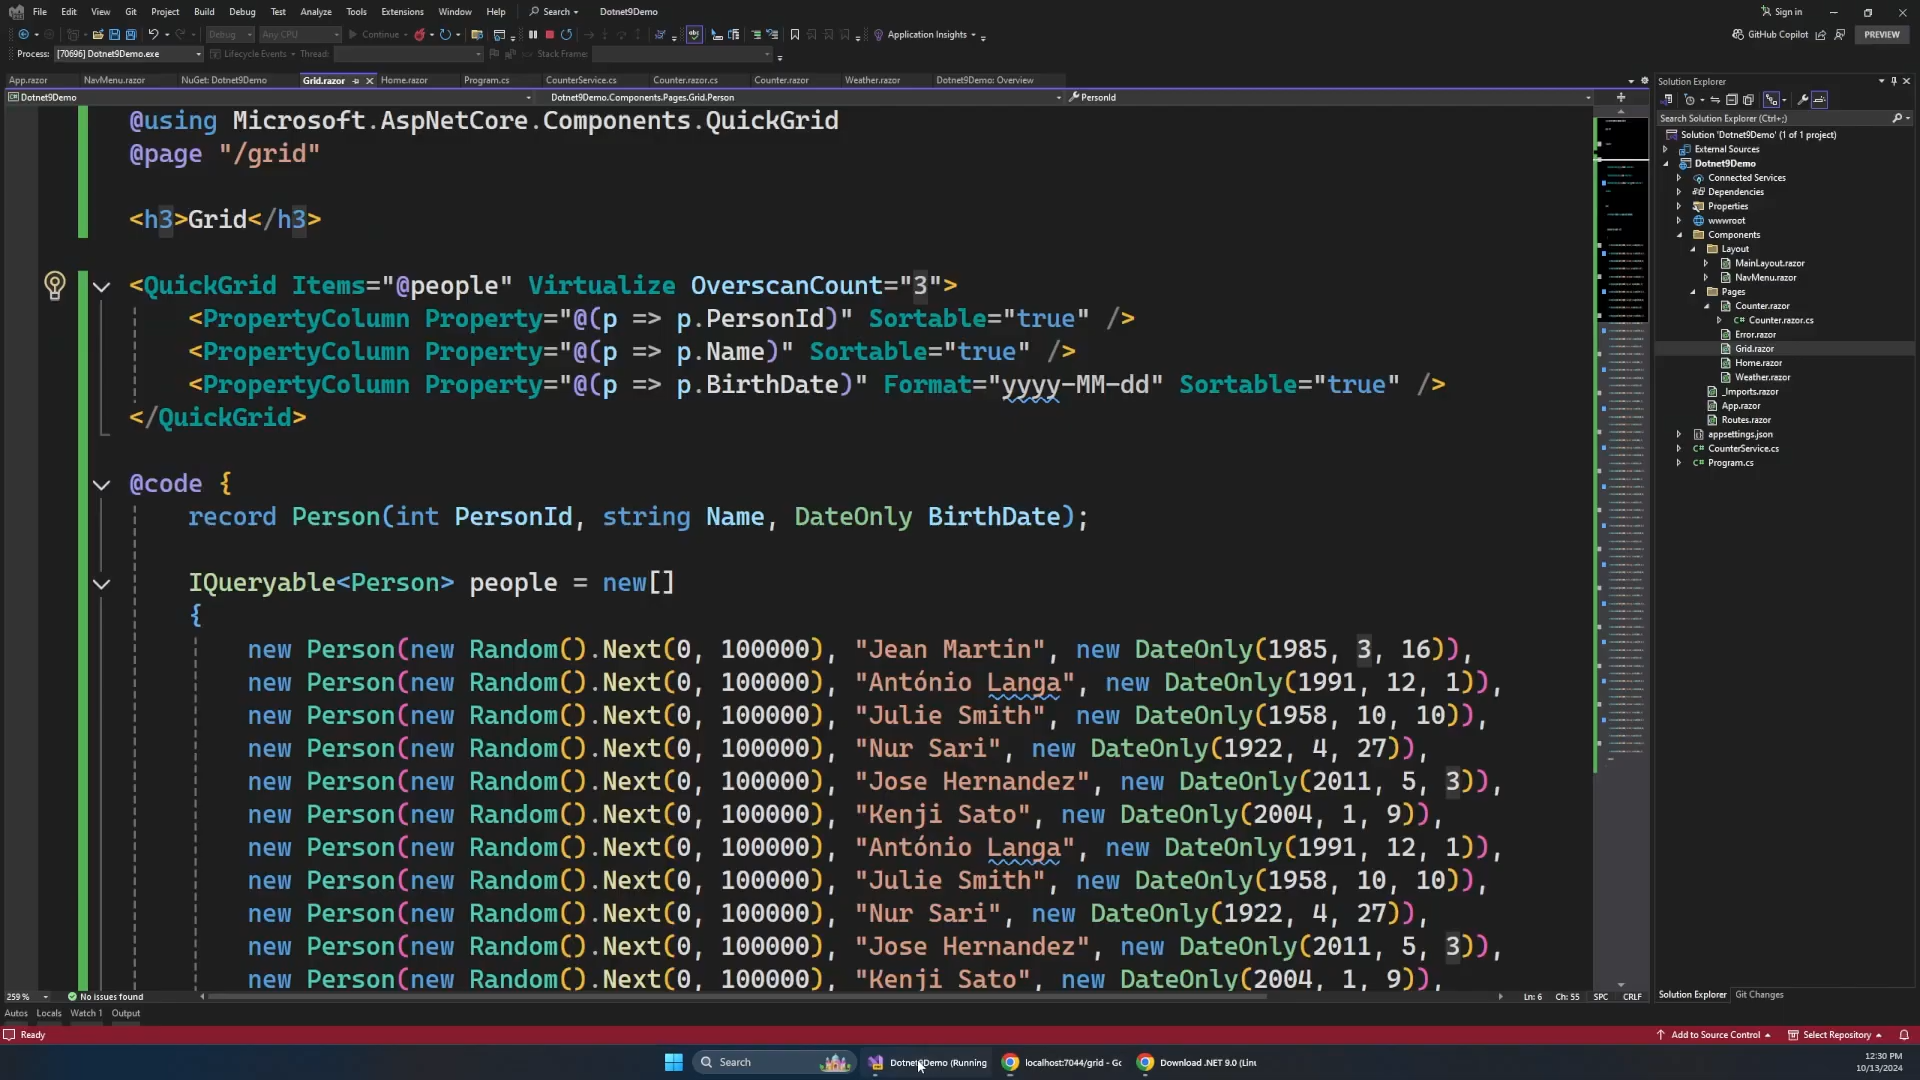 File Edit View Git Project Build Debug Test Analyze Tools Extensions Window Help Search Dotnet9Demo Sign in
Debug Any CPU Continue Application Insights GitHub Copilot PREVIEW
Process: [70696] Dotnet9Demo.exe Lifecycle Events Thread: Stack Frame:
App.razor NavMenu.razor NuGet: Dotnet9Demo Grid.razor Home.razor Program.cs CounterService.cs Counter.razor.cs Counter.razor Weather.razor Dotnet9Demo: Overview
Dotnet9Demo Dotnet9Demo.Components.Pages.Grid.Person PersonId
@using Microsoft.AspNetCore.Components.QuickGrid
@page "/grid"
<h3>Grid</h3>
<QuickGrid Items="@people" Virtualize OverscanCount="3">
<PropertyColumn Property="@(p => p.PersonId)" Sortable="true" />
<PropertyColumn Property="@(p => p.Name)" Sortable="true" />
<PropertyColumn Property="@(p => p.BirthDate)" Format="yyyy-MM-dd" Sortable="true" />
</QuickGrid>
@code {
record Person(int PersonId, string Name, DateOnly BirthDate);
IQueryable<Person> people = new[]
{
new Person(new Random().Next(0, 100000), "Jean Martin", new DateOnly(1985, 3, 16)),
new Person(new Random().Next(0, 100000), "António Langa", new DateOnly(1991, 12, 1)),
new Person(new Random().Next(0, 100000), "Julie Smith", new DateOnly(1958, 10, 10)),
new Person(new Random().Next(0, 100000), "Nur Sari", new DateOnly(1922, 4, 27)),
new Person(new Random().Next(0, 100000), "Jose Hernandez", new DateOnly(2011, 5, 3)),
new Person(new Random().Next(0, 100000), "Kenji Sato", new DateOnly(2004, 1, 9)),
new Person(new Random().Next(0, 100000), "António Langa", new DateOnly(1991, 12, 1)),
new Person(new Random().Next(0, 100000), "Julie Smith", new DateOnly(1958, 10, 10)),
new Person(new Random().Next(0, 100000), "Nur Sari", new DateOnly(1922, 4, 27)),
new Person(new Random().Next(0, 100000), "Jose Hernandez", new DateOnly(2011, 5, 3)),
new Person(new Random().Next(0, 100000), "Kenji Sato", new DateOnly(2004, 1, 9)),
259 % No issues found Ln: 6 Ch: 55 SPC CRLF
Solution Explorer
Search Solution Explorer (Ctrl+;)
Solution 'Dotnet9Demo' (1 of 1 project)
External Sources
Dotnet9Demo
Connected Services
Dependencies
Properties
wwwroot
Components
Layout
MainLayout.razor
NavMenu.razor
Pages
Counter.razor
Counter.razor.cs
Error.razor
Grid.razor
Home.razor
Weather.razor
_Imports.razor
App.razor
Routes.razor
appsettings.json
CounterService.cs
Program.cs
Solution Explorer Git Changes
Autos Locals Watch 1 Output
Ready Add to Source Control Select Repository
Search Dotnet9Demo (Running localhost:7044/grid - Go Download .NET 9.0 (Linu
12:30 PM
10/13/2024